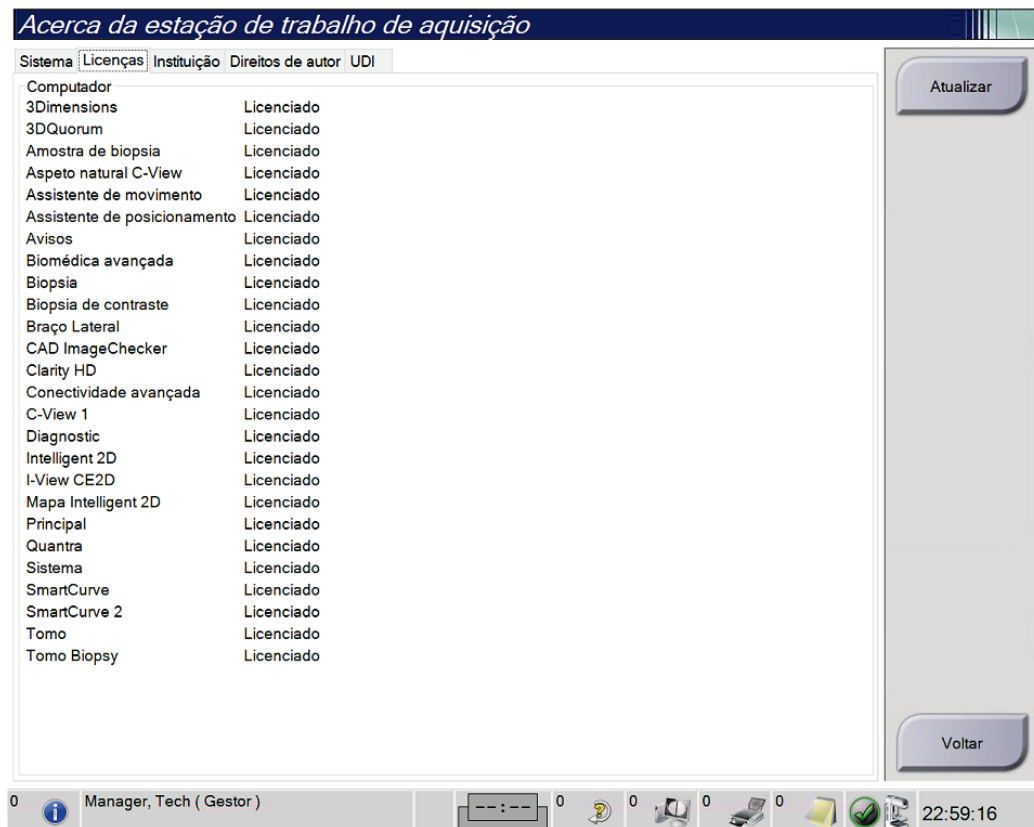 Acerca da estação de trabalho de aquisição
Sistema Licenças Instituição Direitos de autor UDI
Atualizar
Computador
3Dimensions Licenciado
3DQuorum Licenciado
Amostra de biopsia Licenciado
Aspeto natural C-View Licenciado
Assistente de movimento Licenciado
Assistente de posicionamento Licenciado
Avisos Licenciado
Biomédica avançada Licenciado
Biopsia Licenciado
Biopsia de contraste Licenciado
Braço Lateral Licenciado
CAD ImageChecker Licenciado
Clarity HD Licenciado
Conectividade avançada Licenciado
C-View 1 Licenciado
Diagnostic Licenciado
Intelligent 2D Licenciado
I-View CE2D Licenciado
Mapa Intelligent 2D Licenciado
Principal Licenciado
Quantra Licenciado
Sistema Licenciado
SmartCurve Licenciado
SmartCurve 2 Licenciado
Tomo Licenciado
Tomo Biopsy Licenciado
Voltar
0 Manager, Tech ( Gestor ) --:-- 0 0 0 0 22:59:16